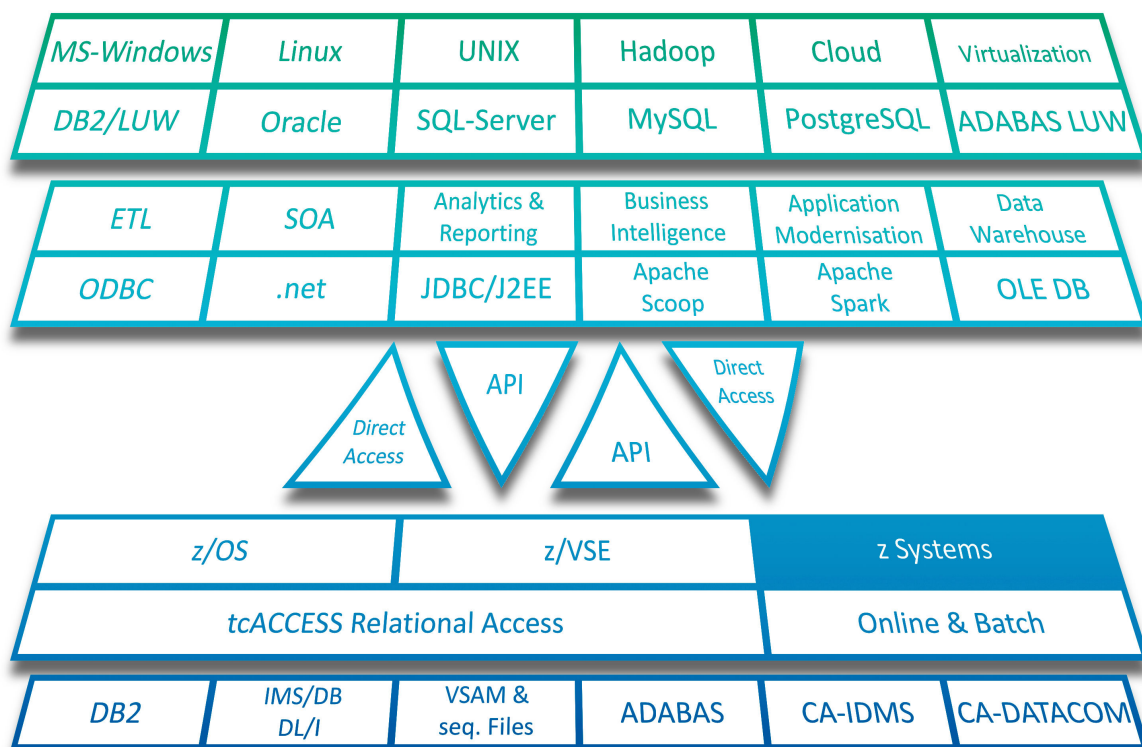 MS-Windows Linux UNIX Hadoop Cloud Virtualization
DB2/LUW Oracle SQL-Server MySQL PostgreSQL ADABAS LUW
ETL SOA Analytics & Reporting Business Intelligence Application Modernisation Data Warehouse
ODBC .net JDBC/J2EE Apache Scoop Apache Spark OLE DB
Direct Access
API
API
Direct Access
z/OS z/VSE z Systems
tcACCESS Relational Access Online & Batch
DB2 IMS/DB DL/I VSAM & seq. Files ADABAS CA-IDMS CA-DATACOM